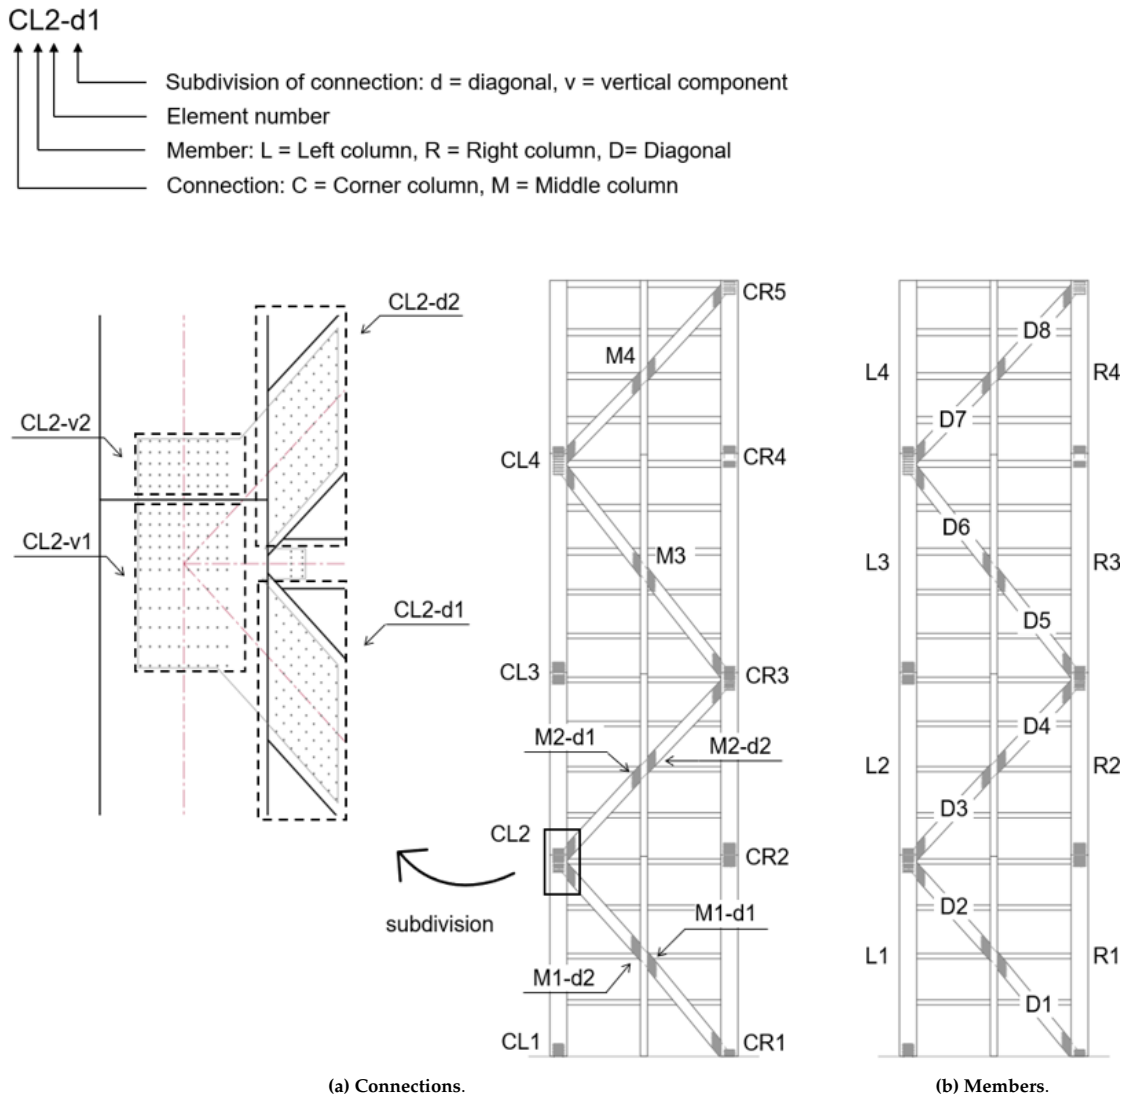 CL2-d1
Subdivision of connection: d = diagonal, v = vertical component
Element number
Member: L = Left column, R = Right column, D= Diagonal
Connection: C = Corner column, M = Middle column
CL2-d2
CL2-v2
CL2-v1
CL2-d1
subdivision
CR5
M4
CL4
CR4
M3
CL3
CR3
M2-d1
M2-d2
CL2
CR2
M1-d1
M1-d2
CL1
CR1
D8
L4
R4
D7
D6
L3
R3
D5
D4
L2
R2
D3
D2
L1
R1
D1
(a) Connections.
(b) Members.